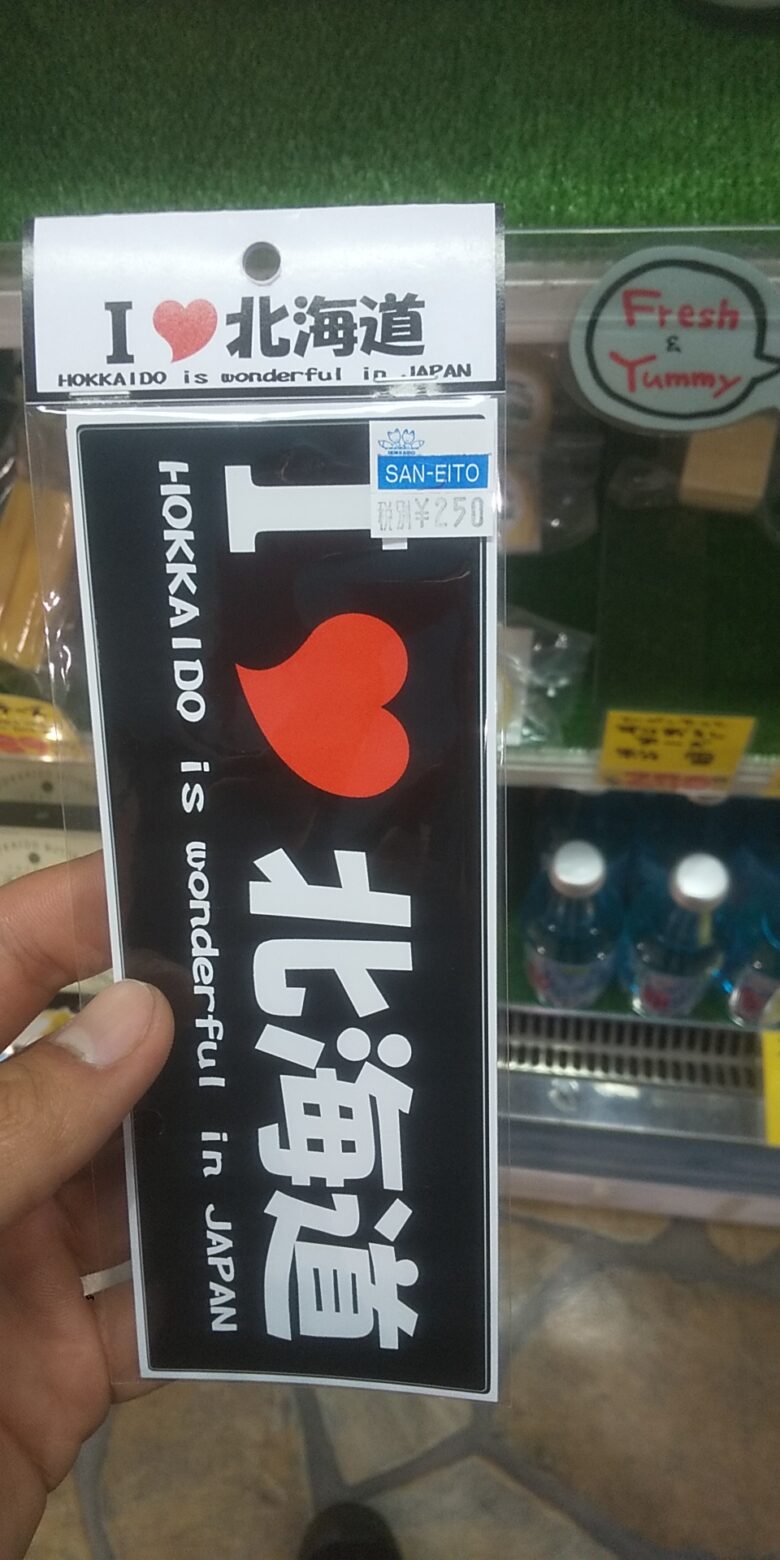 I ❤ 北海道
HOKKAIDO is wonderful in JAPAN
HOKKAIDO
SAN-EITO
税別¥250
I ❤ 北海道
HOKKAIDO is wonderful in JAPAN
Fresh
&
Yummy